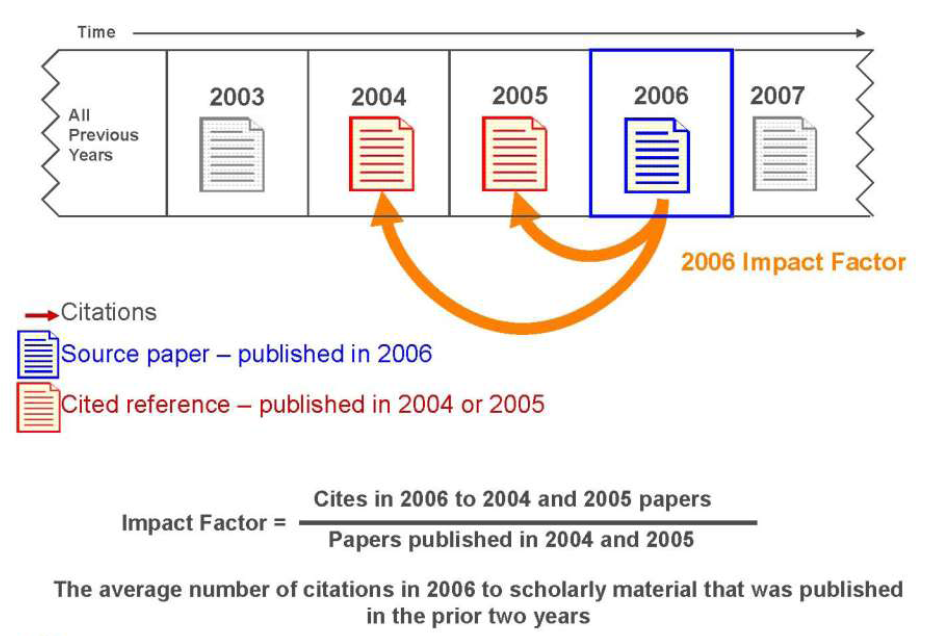 Time
All
Previous
Years
2003
2004
2005
2006
2007
2006 Impact Factor
Citations
Source paper – published in 2006
Cited reference – published in 2004 or 2005
Cites in 2006 to 2004 and 2005 papers
Impact Factor =
Papers published in 2004 and 2005
The average number of citations in 2006 to scholarly material that was published
in the prior two years